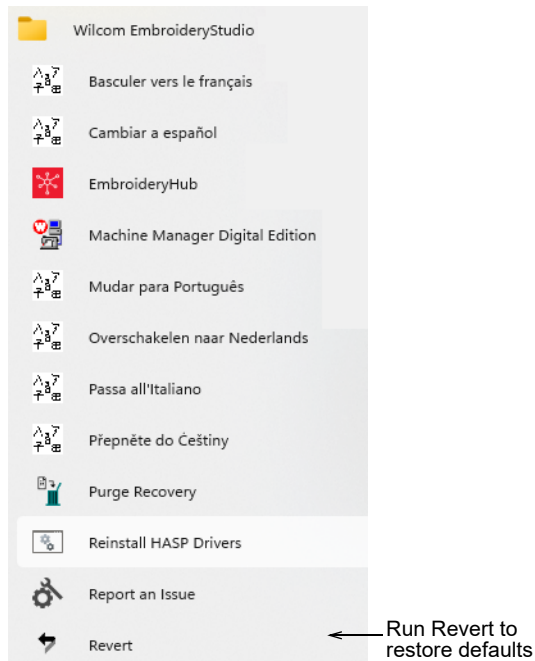 Wilcom EmbroideryStudio
Basculer vers le français
Cambiar a español
EmbroideryHub
Machine Manager Digital Edition
Mudar para Português
Overschakelen naar Nederlands
Passa all'Italiano
Přepněte do Češtiny
Purge Recovery
Reinstall HASP Drivers
Report an Issue
Revert
Run Revert to
restore defaults